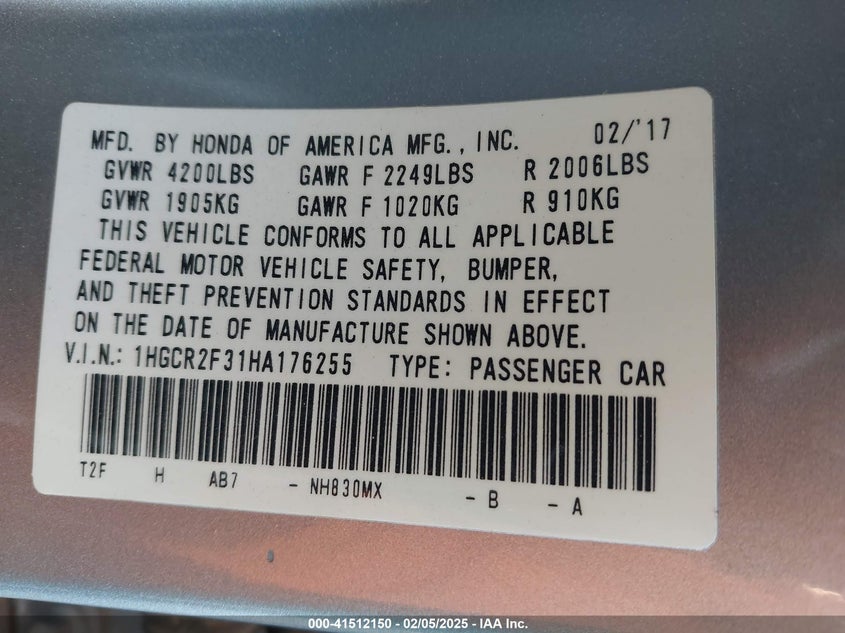 MFD. BY HONDA OF AMERICA MFG., INC. 02/'17
GVWR 4200LBS GAWR F 2249LBS R 2006LBS
GVWR 1905KG GAWR F 1020KG R 910KG
THIS VEHICLE CONFORMS TO ALL APPLICABLE
FEDERAL MOTOR VEHICLE SAFETY, BUMPER,
AND THEFT PREVENTION STANDARDS IN EFFECT
ON THE DATE OF MANUFACTURE SHOWN ABOVE.
V.I.N.: 1HGCR2F31HA176255 TYPE: PASSENGER CAR
T2F H AB7 - NH830MX - B - A
000-41512150 - 02/05/2025 - IAA Inc.